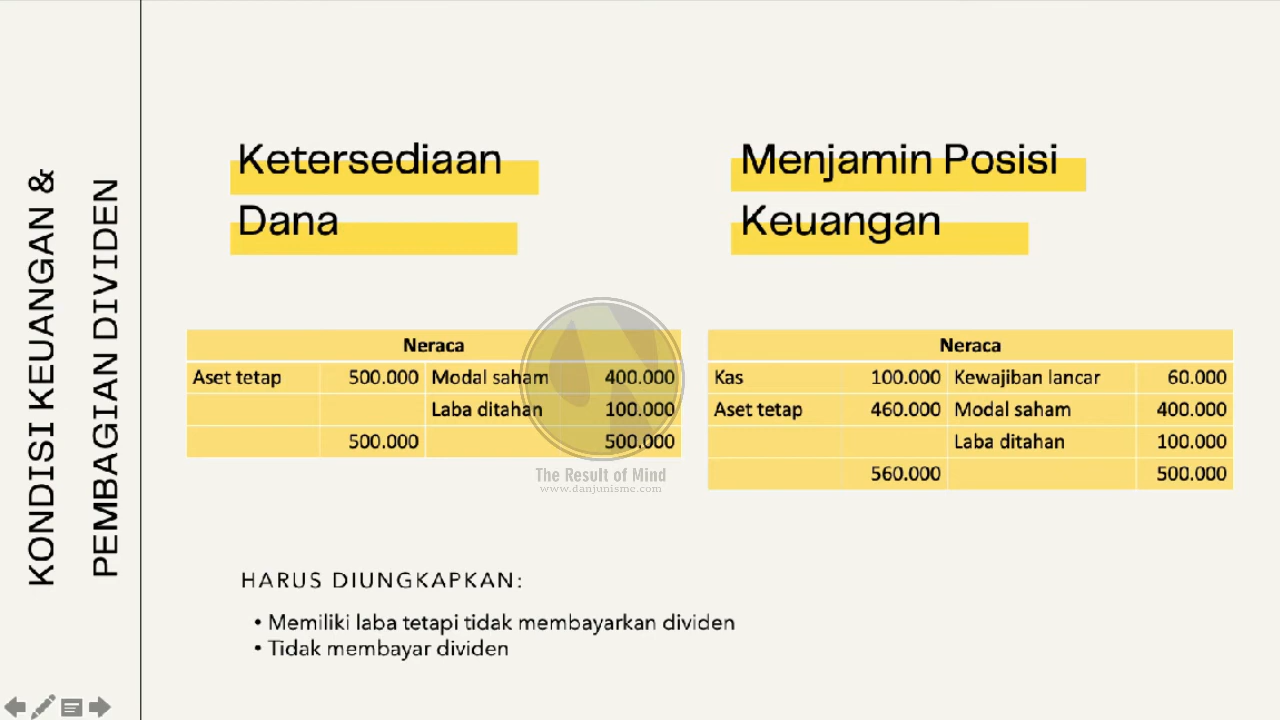 KONDISI KEUANGAN &
PEMBAGIAN DIVIDEN
Ketersediaan
Dana
Menjamin Posisi
Keuangan
Neraca
Aset tetap 500.000 Modal saham 400.000
Laba ditahan 100.000
500.000 500.000
Neraca
Kas 100.000 Kewajiban lancar 60.000
Aset tetap 460.000 Modal saham 400.000
Laba ditahan 100.000
560.000 500.000
The Result of Mind
www.danjunisme.com
HARUS DIUNGKAPKAN:
• Memiliki laba tetapi tidak membayarkan dividen
• Tidak membayar dividen